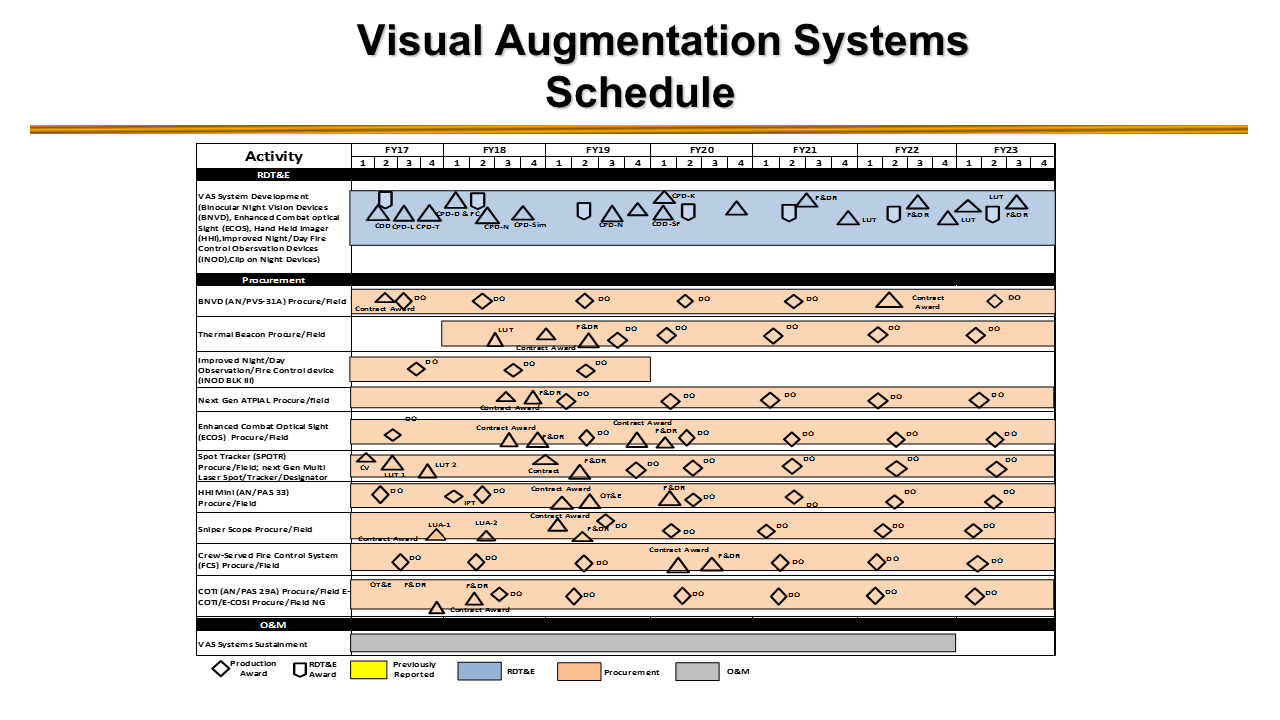 Visual Augmentation Systems
Schedule
Activity
FY17 FY18 FY19 FY20 FY21 FY22 FY23
1 2 3 4 1 2 3 4 1 2 3 4 1 2 3 4 1 2 3 4 1 2 3 4 1 2 3 4
RDT&E
VAS System Development
(Binocular Night Vision Devices
(BNVD), Enhanced Combat optical
Sight (ECOS), Hand Held Imager
(HHI),Improved Night/Day Fire
Control Obersvation Devices
(INOD),Clip on Night Devices)
CPD-K F&DR LUT
CPD-D & FC F&DR F&DR
CDD CPD-L CPD-T CPD-N CPD-Sim CPD-N CDD-SF LUT LUT
Procurement
BNVD (AN/PVS-31A) Procure/Field
DO DO DO DO DO Contract DO
Award
Contract Award
Thermal Beacon Procure/Field
LUT F&DR DO DO DO DO DO
Contract Award
Improved Night/Day
Observation/Fire Control device
(INOD BLK III)
DO DO DO
Next Gen ATPIAL Procure/field
F&DR DO DO DO DO DO
Contract Award
Enhanced Combat Optical Sight
(ECOS) Procure/Field
DO
Contract Award Contract Award
F&DR DO F&DR DO DO DO DO
Spot Tracker (SPOTR)
Procure/Field; next Gen Multi
Laser Spot/Tracker/Designator
CV LUT 1 LUT 2 Contract F&DR DO DO DO DO DO
HHI Mini (AN/PAS 33)
Procure/Field
DO IPT DO Contract Award OT&E F&DR DO DO DO DO
Sniper Scope Procure/Field
Contract Award LUA-1 LUA-2 Contract Award F&DR DO DO DO DO DO
Crew-Served Fire Control System
(FCS) Procure/Field
Contract Award
DO DO DO F&DR DO DO DO
COTI (AN/PAS 29A) Procure/Field E-
COTI/E-COSI Procure/Field NG
OT&E F&DR F&DR
DO DO DO DO DO DO
Contract Award
O&M
VAS Systems Sustainment
Production
Award
RDT&E
Award
Previously
Reported
RDT&E
Procurement
O&M